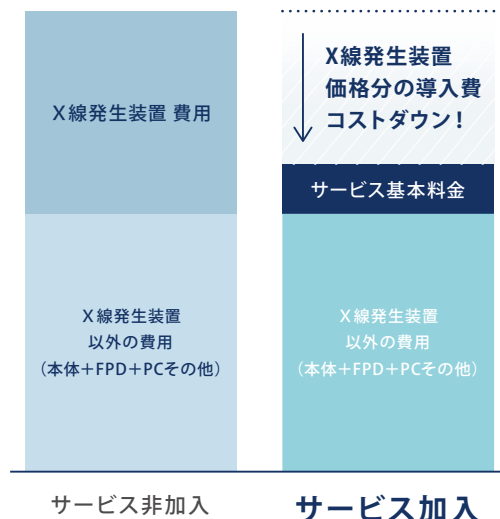 X線発生装置 費用
X線発生装置
以外の費用
（本体＋FPD＋PCその他）
サービス非加入
X線発生装置
価格分の導入費
コストダウン！
サービス基本料金
X線発生装置
以外の費用
（本体＋FPD＋PCその他）
サービス加入